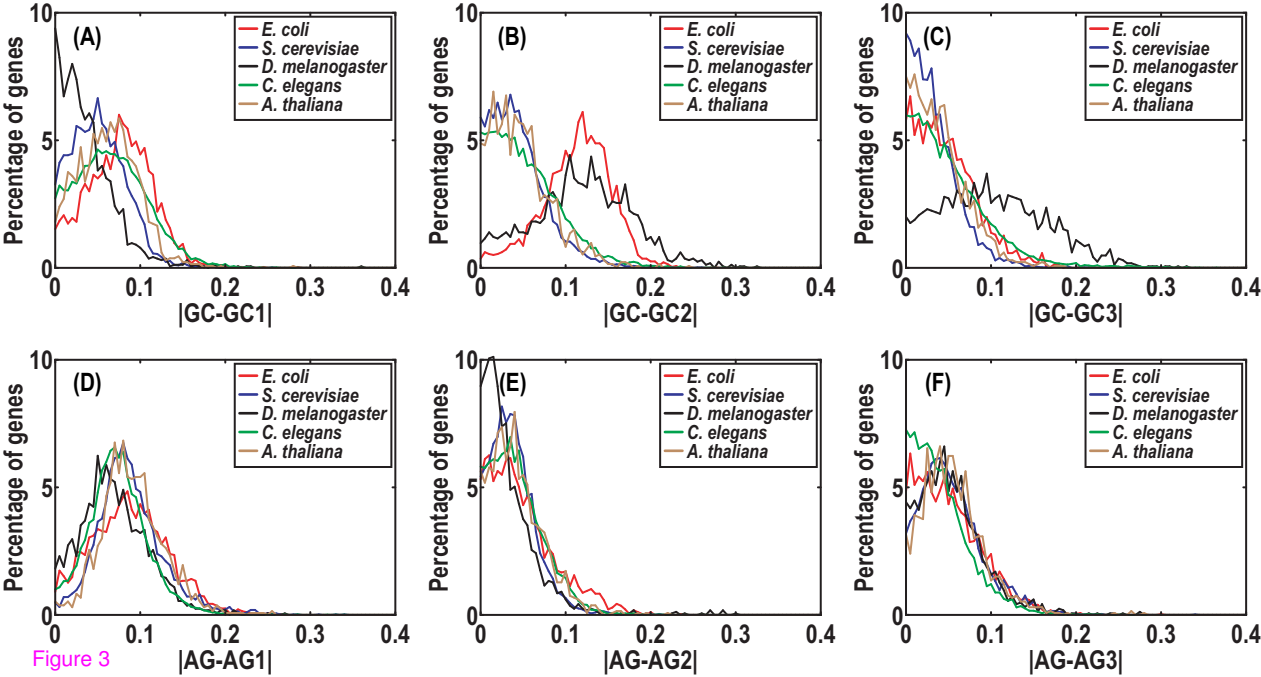 (A)
E. coli
S. cerevisiae
D. melanogaster
C. elegans
A. thaliana
Percentage of genes
10
5
0
0 0.1 0.2 0.3 0.4
|GC-GC1|
(B)
E. coli
S. cerevisiae
D. melanogaster
C. elegans
A. thaliana
Percentage of genes
10
5
0
0 0.1 0.2 0.3 0.4
|GC-GC2|
(C)
E. coli
S. cerevisiae
D. melanogaster
C. elegans
A. thaliana
Percentage of genes
10
5
0
0 0.1 0.2 0.3 0.4
|GC-GC3|
(D)
E. coli
S. cerevisiae
D. melanogaster
C. elegans
A. thaliana
Percentage of genes
10
5
0
0 0.1 0.2 0.3 0.4
|AG-AG1|
(E)
E. coli
S. cerevisiae
D. melanogaster
C. elegans
A. thaliana
Percentage of genes
10
5
0
0 0.1 0.2 0.3 0.4
|AG-AG2|
(F)
E. coli
S. cerevisiae
D. melanogaster
C. elegans
A. thaliana
Percentage of genes
10
5
0
0 0.1 0.2 0.3 0.4
|AG-AG3|
Figure 3